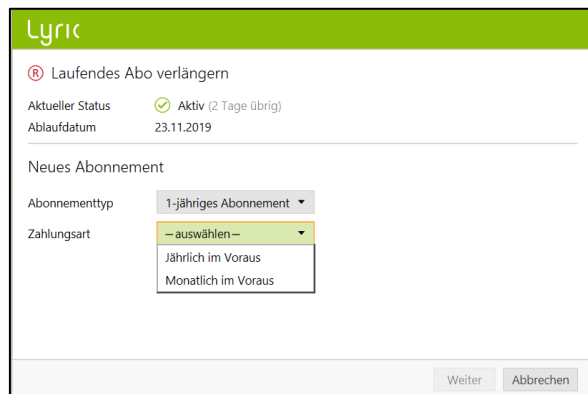 Lyric
® Laufendes Abo verlängern
Aktueller Status Aktiv (2 Tage übrig)
Ablaufdatum 23.11.2019
Neues Abonnement
Abonnementtyp 1-jähriges Abonnement
Zahlungsart –auswählen–
Jährlich im Voraus
Monatlich im Voraus
Weiter Abbrechen